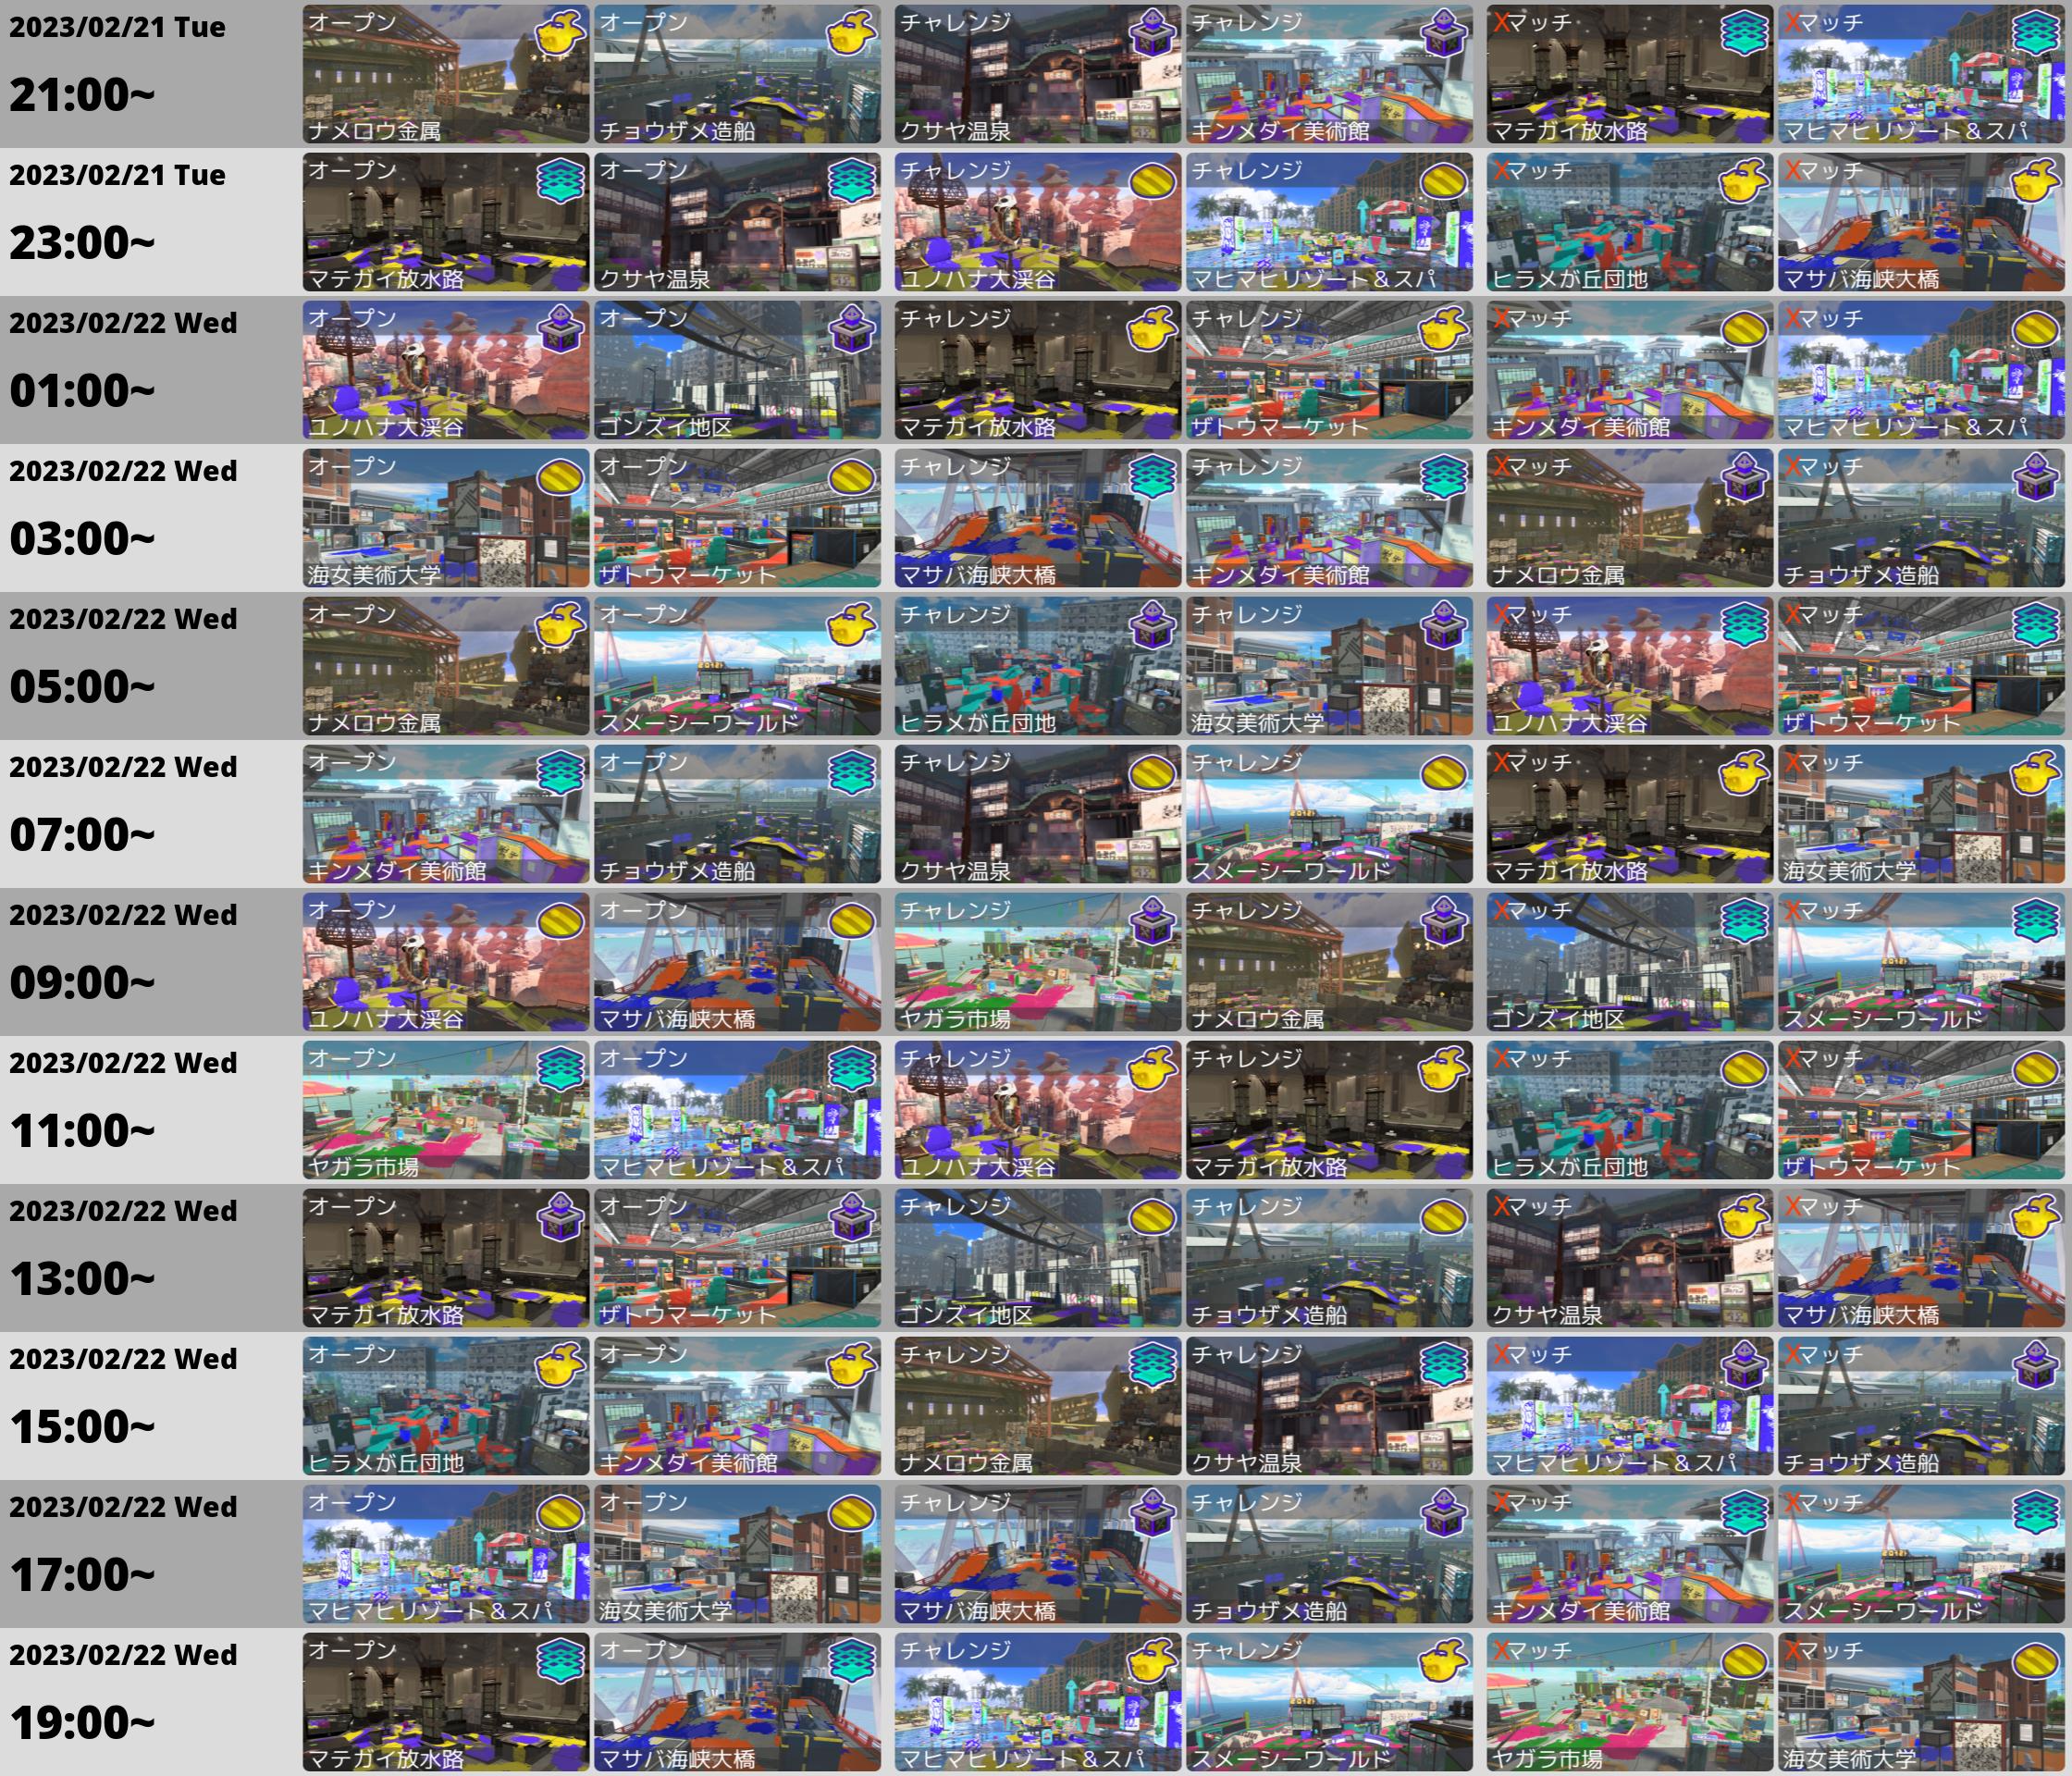 2023/02/21 Tue
21:00~
オープン オープン チャレンジ チャレンジ Xマッチ Xマッチ
ナメロウ金属 チョウザメ造船 クサヤ温泉 キンメダイ美術館 マテガイ放水路 マヒマヒリゾート&スパ
2023/02/21 Tue
23:00~
オープン オープン チャレンジ チャレンジ Xマッチ Xマッチ
マテガイ放水路 クサヤ温泉 ユノハナ大渓谷 マヒマヒリゾート&スパ ヒラメが丘団地 マサバ海峡大橋
2023/02/22 Wed
01:00~
オープン オープン チャレンジ チャレンジ Xマッチ Xマッチ
ユノハナ大渓谷 ゴンズイ地区 マテガイ放水路 ザトウマーケット キンメダイ美術館 マヒマヒリゾート&スパ
2023/02/22 Wed
03:00~
オープン オープン チャレンジ チャレンジ Xマッチ Xマッチ
海女美術大学 ザトウマーケット マサバ海峡大橋 キンメダイ美術館 ナメロウ金属 チョウザメ造船
2023/02/22 Wed
05:00~
オープン オープン チャレンジ チャレンジ Xマッチ Xマッチ
ナメロウ金属 スメーシーワールド ヒラメが丘団地 海女美術大学 ユノハナ大渓谷 ザトウマーケット
2023/02/22 Wed
07:00~
オープン オープン チャレンジ チャレンジ Xマッチ Xマッチ
キンメダイ美術館 チョウザメ造船 クサヤ温泉 スメーシーワールド マテガイ放水路 海女美術大学
2023/02/22 Wed
09:00~
オープン オープン チャレンジ チャレンジ Xマッチ Xマッチ
ユノハナ大渓谷 マサバ海峡大橋 ヤガラ市場 ナメロウ金属 ゴンズイ地区 スメーシーワールド
2023/02/22 Wed
11:00~
オープン オープン チャレンジ チャレンジ Xマッチ Xマッチ
ヤガラ市場 マヒマヒリゾート&スパ ユノハナ大渓谷 マテガイ放水路 ヒラメが丘団地 ザトウマーケット
2023/02/22 Wed
13:00~
オープン オープン チャレンジ チャレンジ Xマッチ Xマッチ
マテガイ放水路 ザトウマーケット ゴンズイ地区 チョウザメ造船 クサヤ温泉 マサバ海峡大橋
2023/02/22 Wed
15:00~
オープン オープン チャレンジ チャレンジ Xマッチ Xマッチ
ヒラメが丘団地 キンメダイ美術館 ナメロウ金属 クサヤ温泉 マヒマヒリゾート&スパ チョウザメ造船
2023/02/22 Wed
17:00~
オープン オープン チャレンジ チャレンジ Xマッチ Xマッチ
マヒマヒリゾート&スパ 海女美術大学 マサバ海峡大橋 チョウザメ造船 キンメダイ美術館 スメーシーワールド
2023/02/22 Wed
19:00~
オープン オープン チャレンジ チャレンジ Xマッチ Xマッチ
マテガイ放水路 マサバ海峡大橋 マヒマヒリゾート&スパ スメーシーワールド ヤガラ市場 海女美術大学